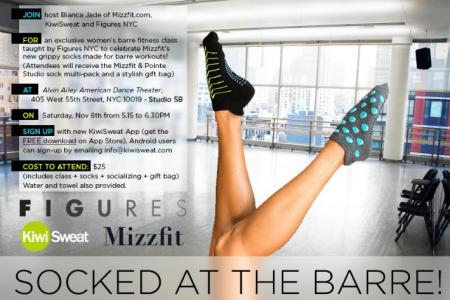 JOIN host Bianca Jade of Mizzfit.com,
KiwiSweat and Figures NYC
FOR an exclusive women's barre fitness class
taught by Figures NYC to celebrate Mizzfit's
new grippy socks made for barre workouts!
(Attendees will receive the Mizzfit & Pointe
Studio sock multi-pack and a stylish gift bag)
AT Alvin Ailey American Dance Theater,
405 West 55th Street, NYC 10019 - Studio 5B
ON Saturday, Nov 8th from 5.15 to 6.30PM
SIGN UP with new KiwiSweat App (get the
FREE download on App Store). Android users
can sign-up by emailing info@kiwisweat.com
COST TO ATTEND: $25
(includes class + socks + socializing + gift bag)
Water and towel also provided.
FIGURES
Kiwi Sweat Mizzfit
SOCKED AT THE BARRE!